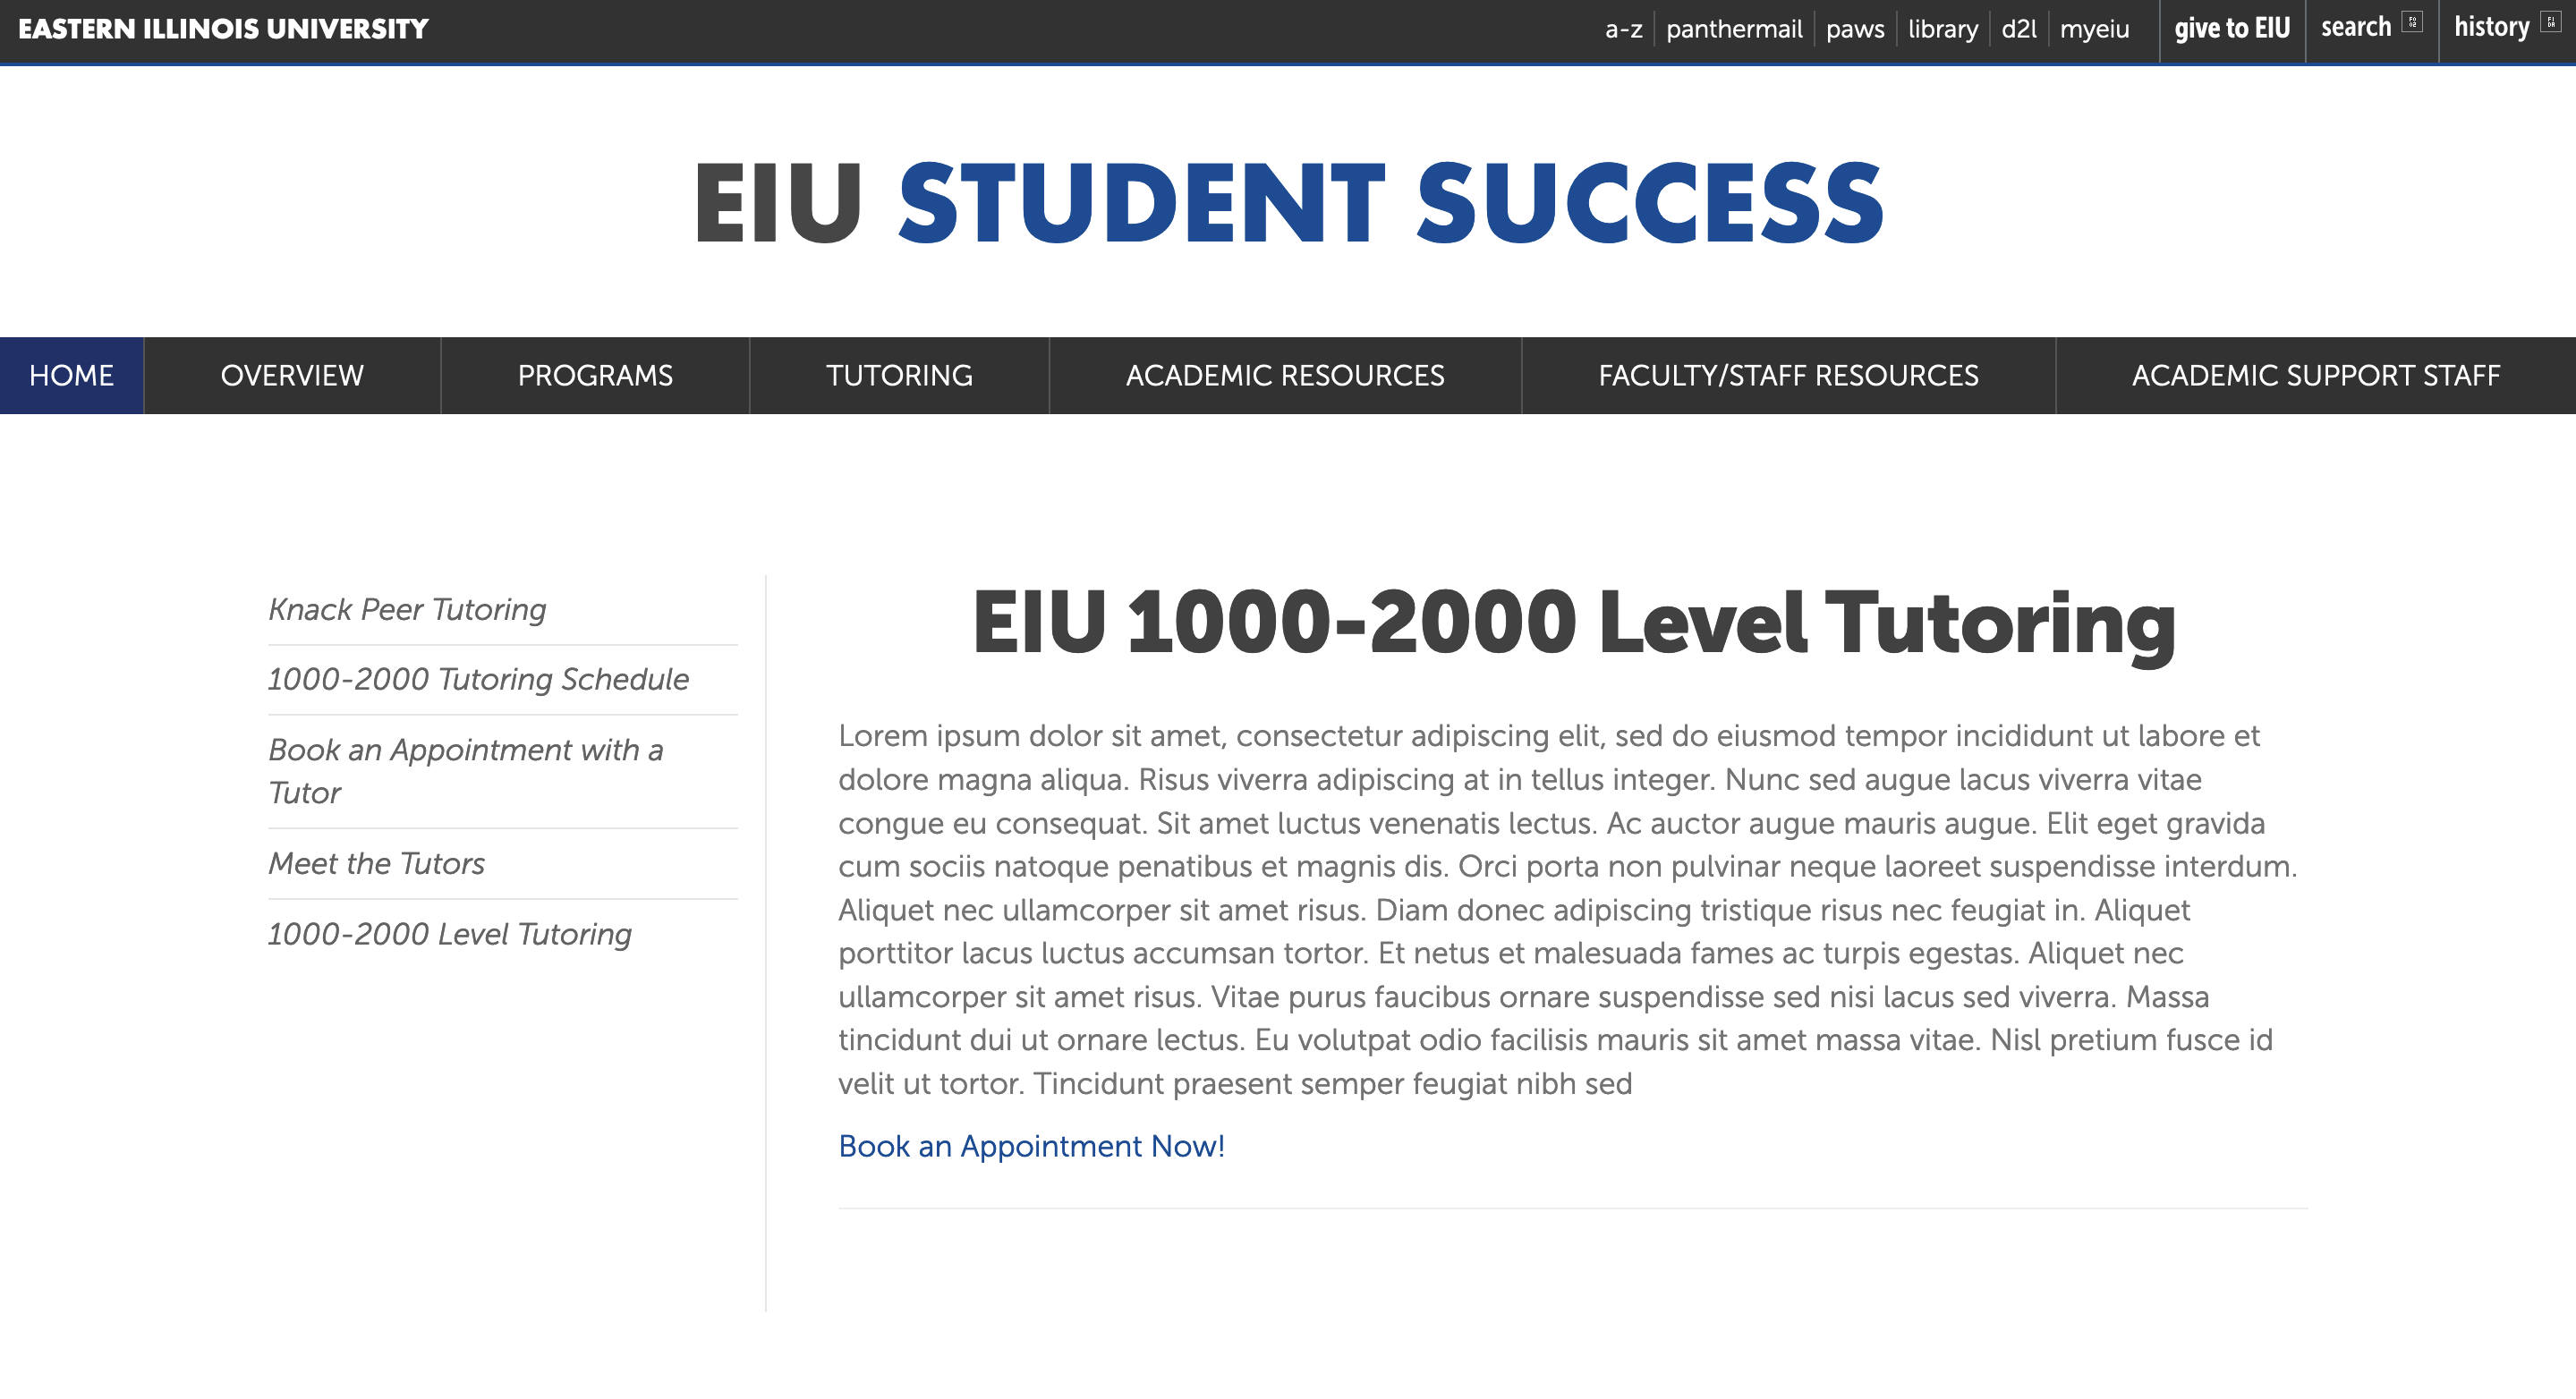 EASTERN ILLINOIS UNIVERSITY
a-z panthermail paws library d2l myeiu give to EIU search history
EIU STUDENT SUCCESS
HOME OVERVIEW PROGRAMS TUTORING ACADEMIC RESOURCES FACULTY/STAFF RESOURCES ACADEMIC SUPPORT STAFF
Knack Peer Tutoring
1000-2000 Tutoring Schedule
Book an Appointment with a
Tutor
Meet the Tutors
1000-2000 Level Tutoring
EIU 1000-2000 Level Tutoring
Lorem ipsum dolor sit amet, consectetur adipiscing elit, sed do eiusmod tempor incididunt ut labore et
dolore magna aliqua. Risus viverra adipiscing at in tellus integer. Nunc sed augue lacus viverra vitae
congue eu consequat. Sit amet luctus venenatis lectus. Ac auctor augue mauris augue. Elit eget gravida
cum sociis natoque penatibus et magnis dis. Orci porta non pulvinar neque laoreet suspendisse interdum.
Aliquet nec ullamcorper sit amet risus. Diam donec adipiscing tristique risus nec feugiat in. Aliquet
porttitor lacus luctus accumsan tortor. Et netus et malesuada fames ac turpis egestas. Aliquet nec
ullamcorper sit amet risus. Vitae purus faucibus ornare suspendisse sed nisi lacus sed viverra. Massa
tincidunt dui ut ornare lectus. Eu volutpat odio facilisis mauris sit amet massa vitae. Nisl pretium fusce id
velit ut tortor. Tincidunt praesent semper feugiat nibh sed
Book an Appointment Now!